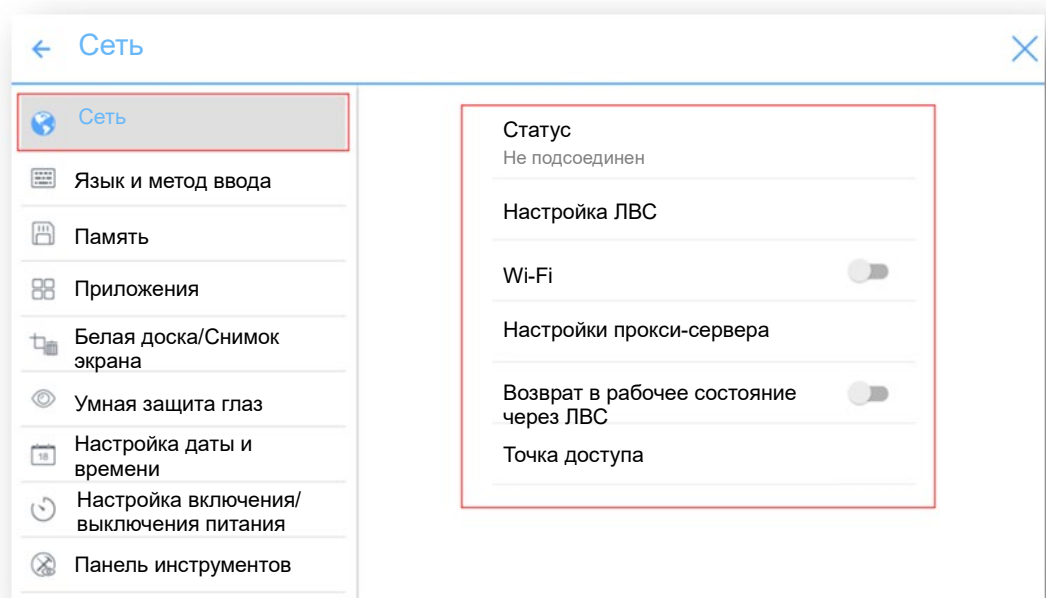 Сеть
Сеть
Язык и метод ввода
Память
Приложения
Белая доска/Снимок
экрана
Умная защита глаз
18
Настройка даты и
времени
Настройка включения/
выключения питания
Панель инструментов
Статус
Не подсоединен
Настройка ЛВС
Wi-Fi
Настройки прокси-сервера
Возврат в рабочее состояние
через ЛВС
Точка доступа